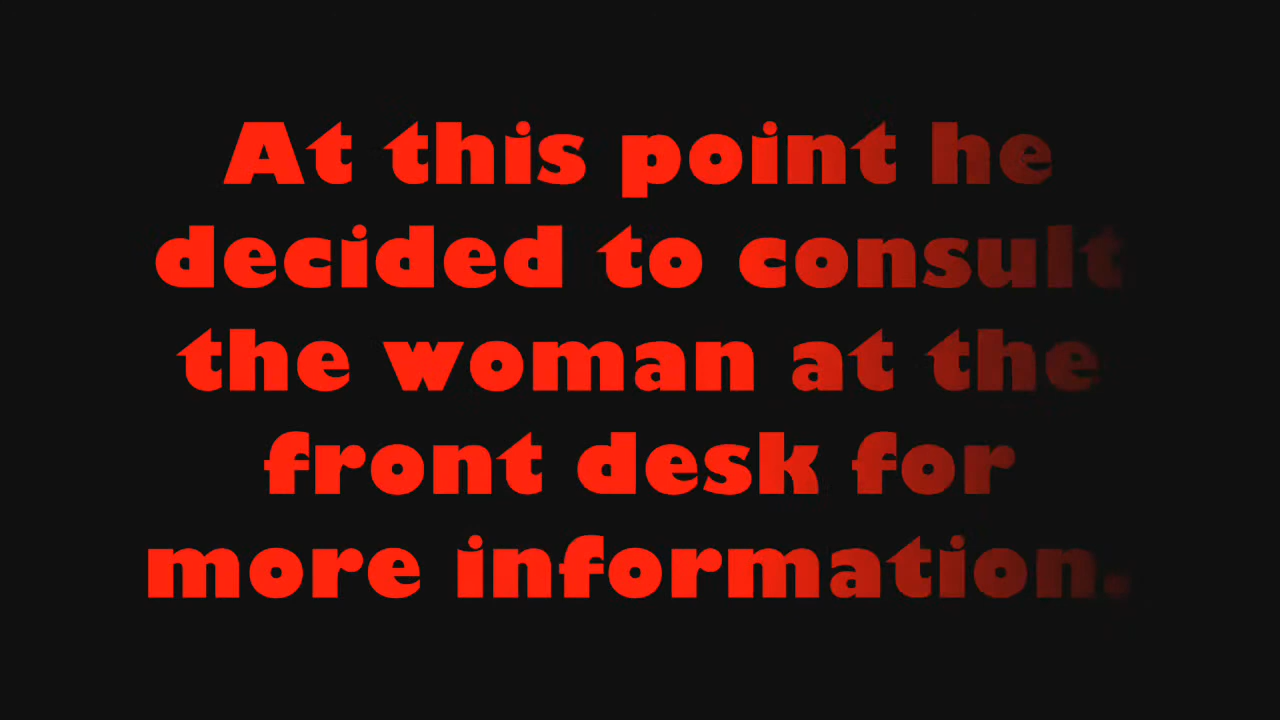 At this point he
decided to consult
the woman at the
front desk for
more information.